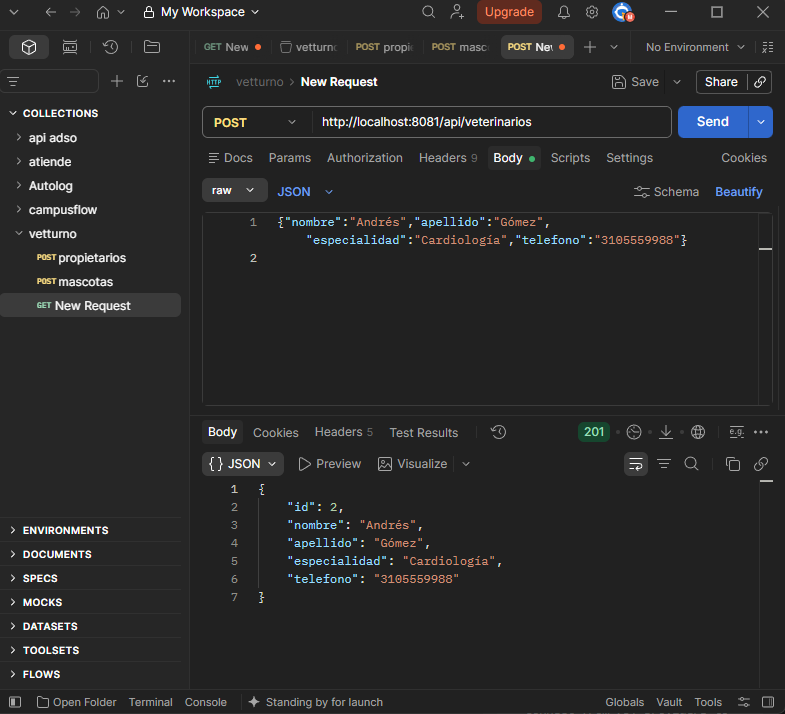 My Workspace
Upgrade
GET New
vetturn
POST propi
POST masc
POST Nev
No Environment
vetturno > New Request
Save
Share
COLLECTIONS
api adso
atiende
Autolog
campusflow
vetturno
POST propietarios
POST mascotas
GET New Request
POST
http://localhost:8081/api/veterinarios
Send
Docs
Params
Authorization
Headers 9
Body
Scripts
Settings
Cookies
raw
JSON
Schema
Beautify
1 {"nombre":"Andrés","apellido":"Gómez",
"especialidad":"Cardiología","telefono":"3105559988"}
2
Body
Cookies
Headers 5
Test Results
201
e.g.
{} JSON
Preview
Visualize
1 {
2 "id": 2,
3 "nombre": "Andrés",
4 "apellido": "Gómez",
5 "especialidad": "Cardiología",
6 "telefono": "3105559988"
7 }
ENVIRONMENTS
DOCUMENTS
SPECS
MOCKS
DATASETS
TOOLSETS
FLOWS
Open Folder
Terminal
Console
Standing by for launch
Globals
Vault
Tools